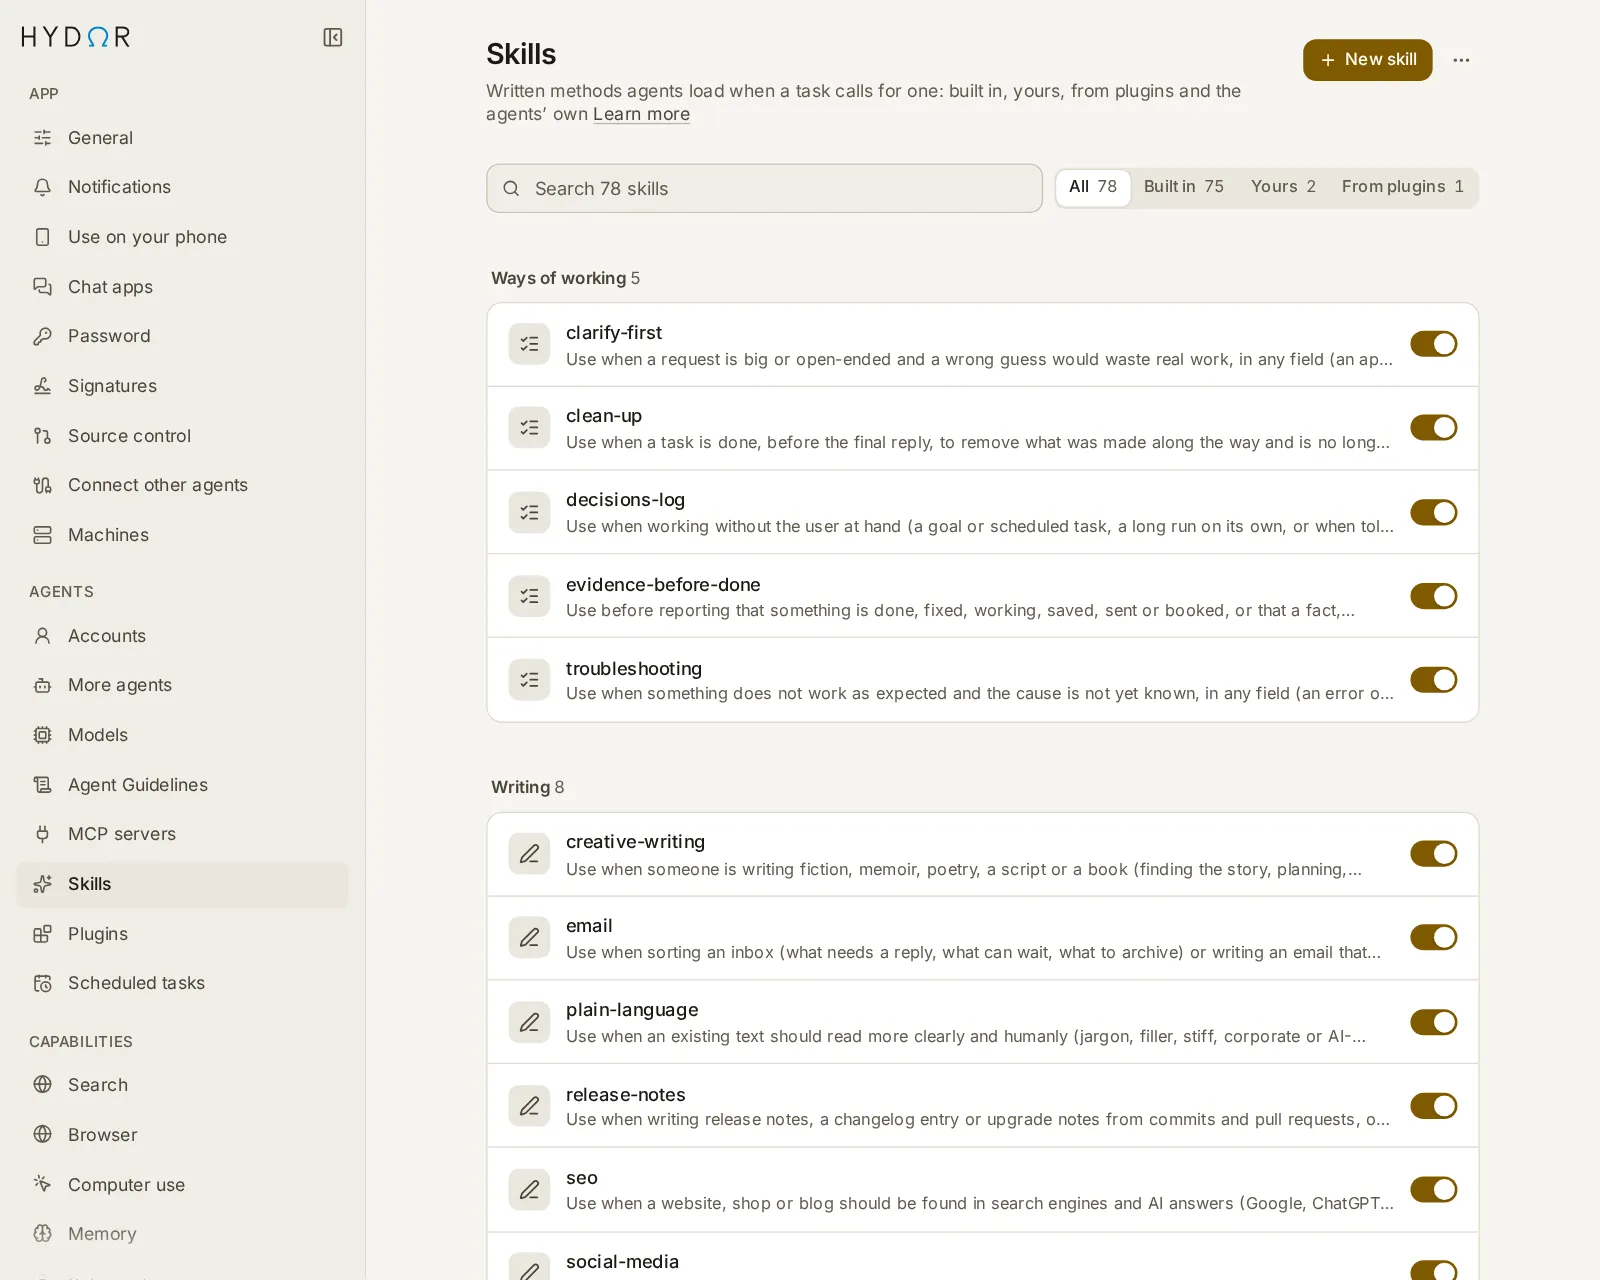 HYDΩR
APP
General
Notifications
Use on your phone
Chat apps
Password
Signatures
Source control
Connect other agents
Machines
AGENTS
Accounts
More agents
Models
Agent Guidelines
MCP servers
Skills
Plugins
Scheduled tasks
CAPABILITIES
Search
Browser
Computer use
Memory
Skills
Written methods agents load when a task calls for one: built in, yours, from plugins and the
agents’ own Learn more
New skill
Search 78 skills
All 78 Built in 75 Yours 2 From plugins 1
Ways of working 5
clarify-first
Use when a request is big or open-ended and a wrong guess would waste real work, in any field (an ap…
clean-up
Use when a task is done, before the final reply, to remove what was made along the way and is no long…
decisions-log
Use when working without the user at hand (a goal or scheduled task, a long run on its own, or when tol…
evidence-before-done
Use before reporting that something is done, fixed, working, saved, sent or booked, or that a fact,…
troubleshooting
Use when something does not work as expected and the cause is not yet known, in any field (an error o…
Writing 8
creative-writing
Use when someone is writing fiction, memoir, poetry, a script or a book (finding the story, planning,…
email
Use when sorting an inbox (what needs a reply, what can wait, what to archive) or writing an email that…
plain-language
Use when an existing text should read more clearly and humanly (jargon, filler, stiff, corporate or AI-…
release-notes
Use when writing release notes, a changelog entry or upgrade notes from commits and pull requests, o…
seo
Use when a website, shop or blog should be found in search engines and AI answers (Google, ChatGPT…
social-media